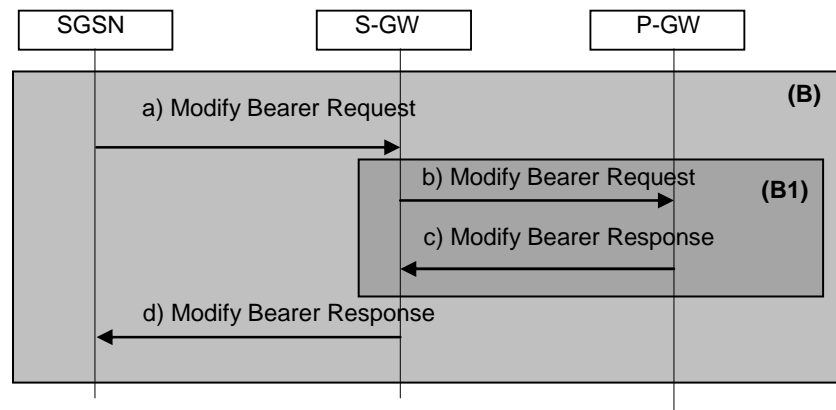 SGSN
S-GW
P-GW
(B)
a) Modify Bearer Request
b) Modify Bearer Request
(B1)
c) Modify Bearer Response
d) Modify Bearer Response